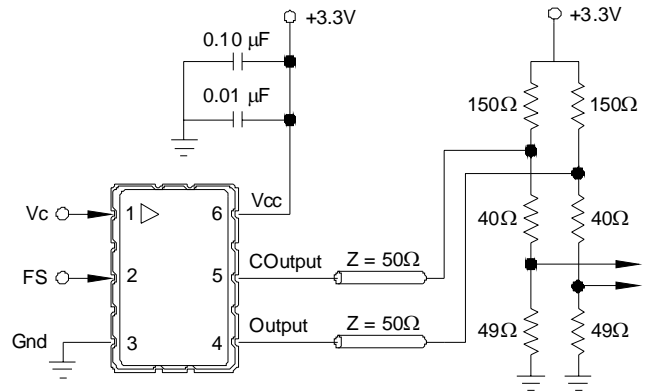 +3.3V
+3.3V
0.10 µF
0.01 µF
150Ω
150Ω
Vcc
Vc
1
6
40Ω
40Ω
COutput
Z = 50Ω
FS
2
5
Output
Z = 50Ω
Gnd
3
4
49Ω
49Ω